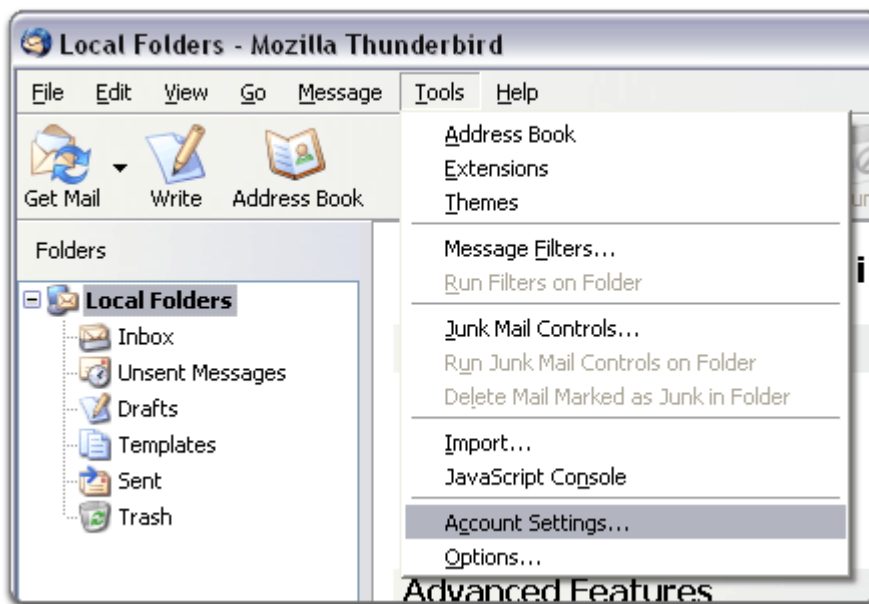 Local Folders - Mozilla Thunderbird
File Edit View Go Message Tools Help
Get Mail Write Address Book
Folders
Local Folders
Inbox
Unsent Messages
Drafts
Templates
Sent
Trash
Address Book
Extensions
Themes
Message Filters...
Run Filters on Folder
Junk Mail Controls...
Run Junk Mail Controls on Folder
Delete Mail Marked as Junk in Folder
Import...
JavaScript Console
Account Settings...
Options...
Advanced Features